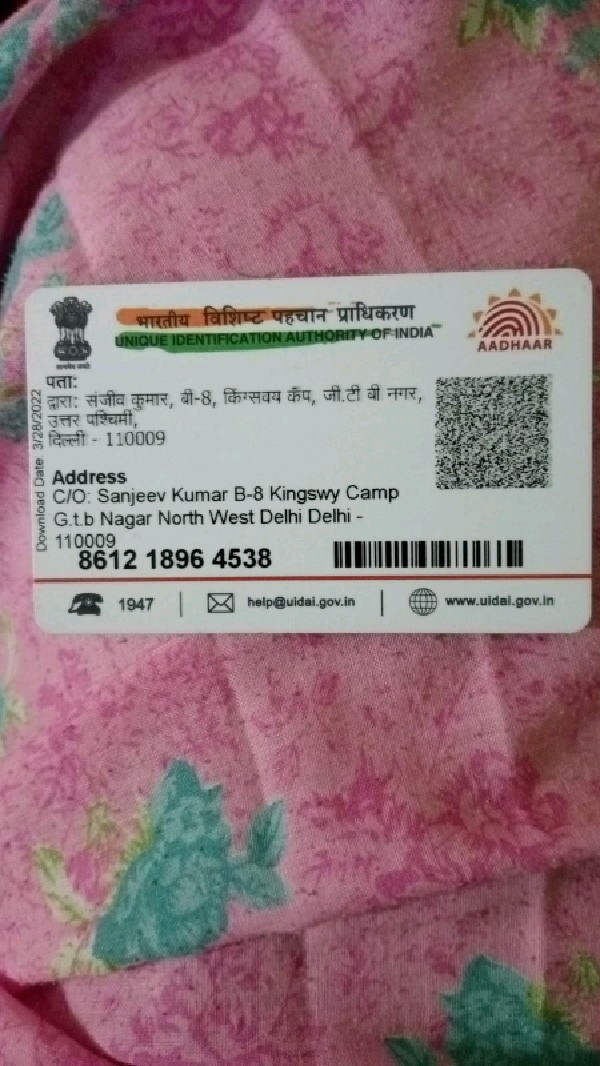 भारतीय विशिष्ट पहचान प्राधिकरण
UNIQUE IDENTIFICATION AUTHORITY OF INDIA
AADHAAR
Download Date: 3/28/2022
पता:
द्वारा: संजीव कुमार, बी-8, किंग्सवय कॅप, जी.टी बी नगर,
उत्तर पश्चिमी,
दिल्ली - 110009
Address
C/O: Sanjeev Kumar B-8 Kingswy Camp
G.t.b Nagar North West Delhi Delhi -
110009
8612 1896 4538
1947
help@uidai.gov.in
www.uidai.gov.in